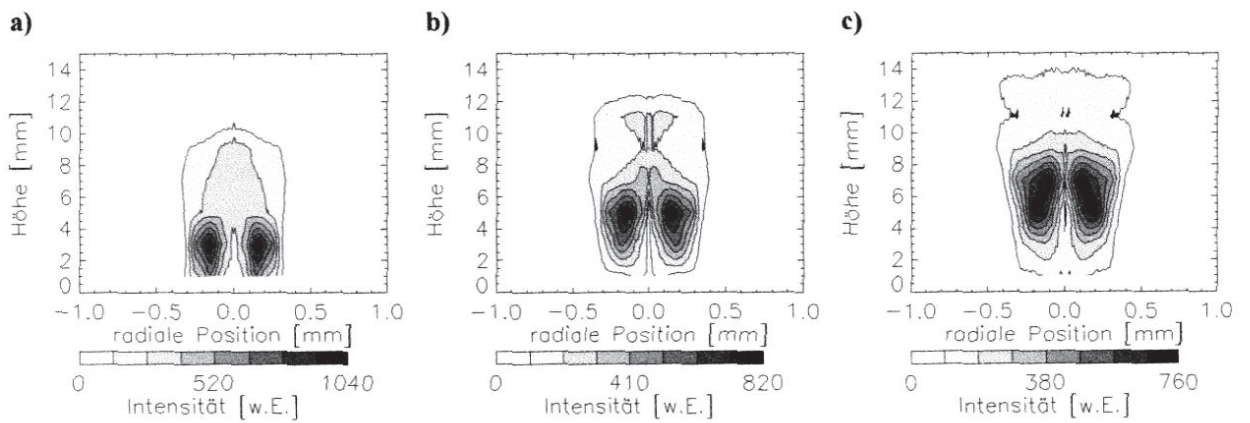 a)
14
12
10
8
6
4
2
0
Höhe [mm]
−1.0 −0.5 0.0 0.5 1.0
radiale Position [mm]
0 520 1040
Intensität [w.E.]
b)
14
12
10
8
6
4
2
0
Höhe [mm]
−1.0 −0.5 0.0 0.5 1.0
radiale Position [mm]
0 410 820
Intensität [w.E.]
c)
14
12
10
8
6
4
2
0
Höhe [mm]
−1.0 −0.5 0.0 0.5 1.0
radiale Position [mm]
0 380 760
Intensität [w.E.]